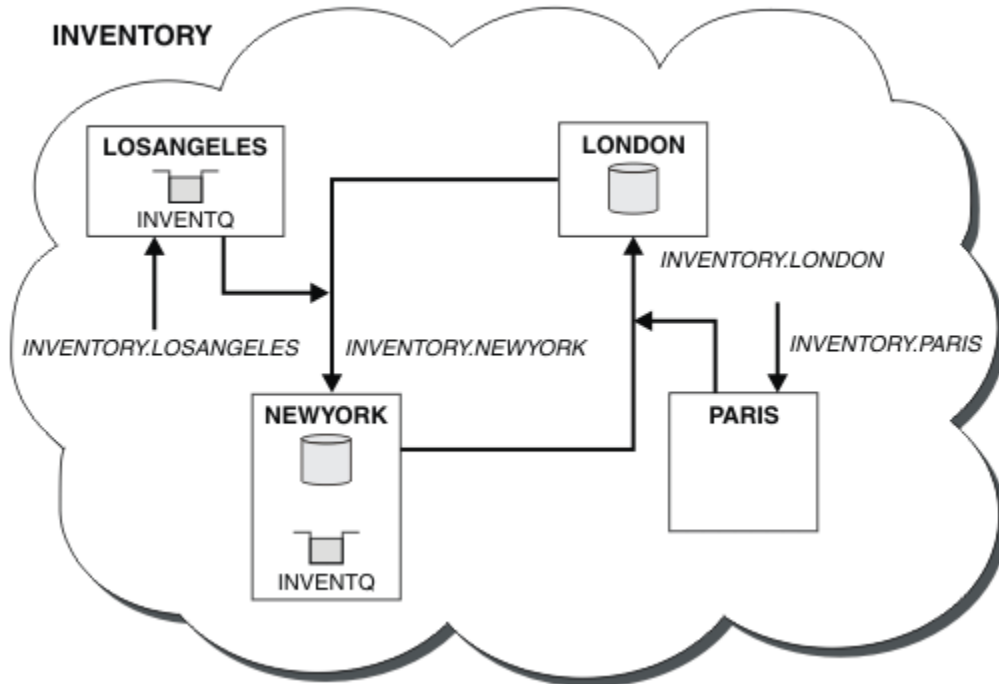 INVENTORY
LOSANGELES
INVENTQ
LONDON
INVENTORY.LONDON
INVENTORY.LOSANGELES
INVENTORY.NEWYORK
INVENTORY.PARIS
NEWYORK
INVENTQ
PARIS